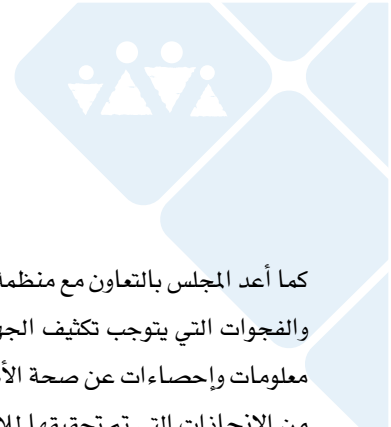 كما أعد المجلس بالتعاون مع منظمة
والفجوات التي يتوجب تكثيف
معلومات وإحصاءات عن صحة
من الإنجازات التي تم تحقيقها